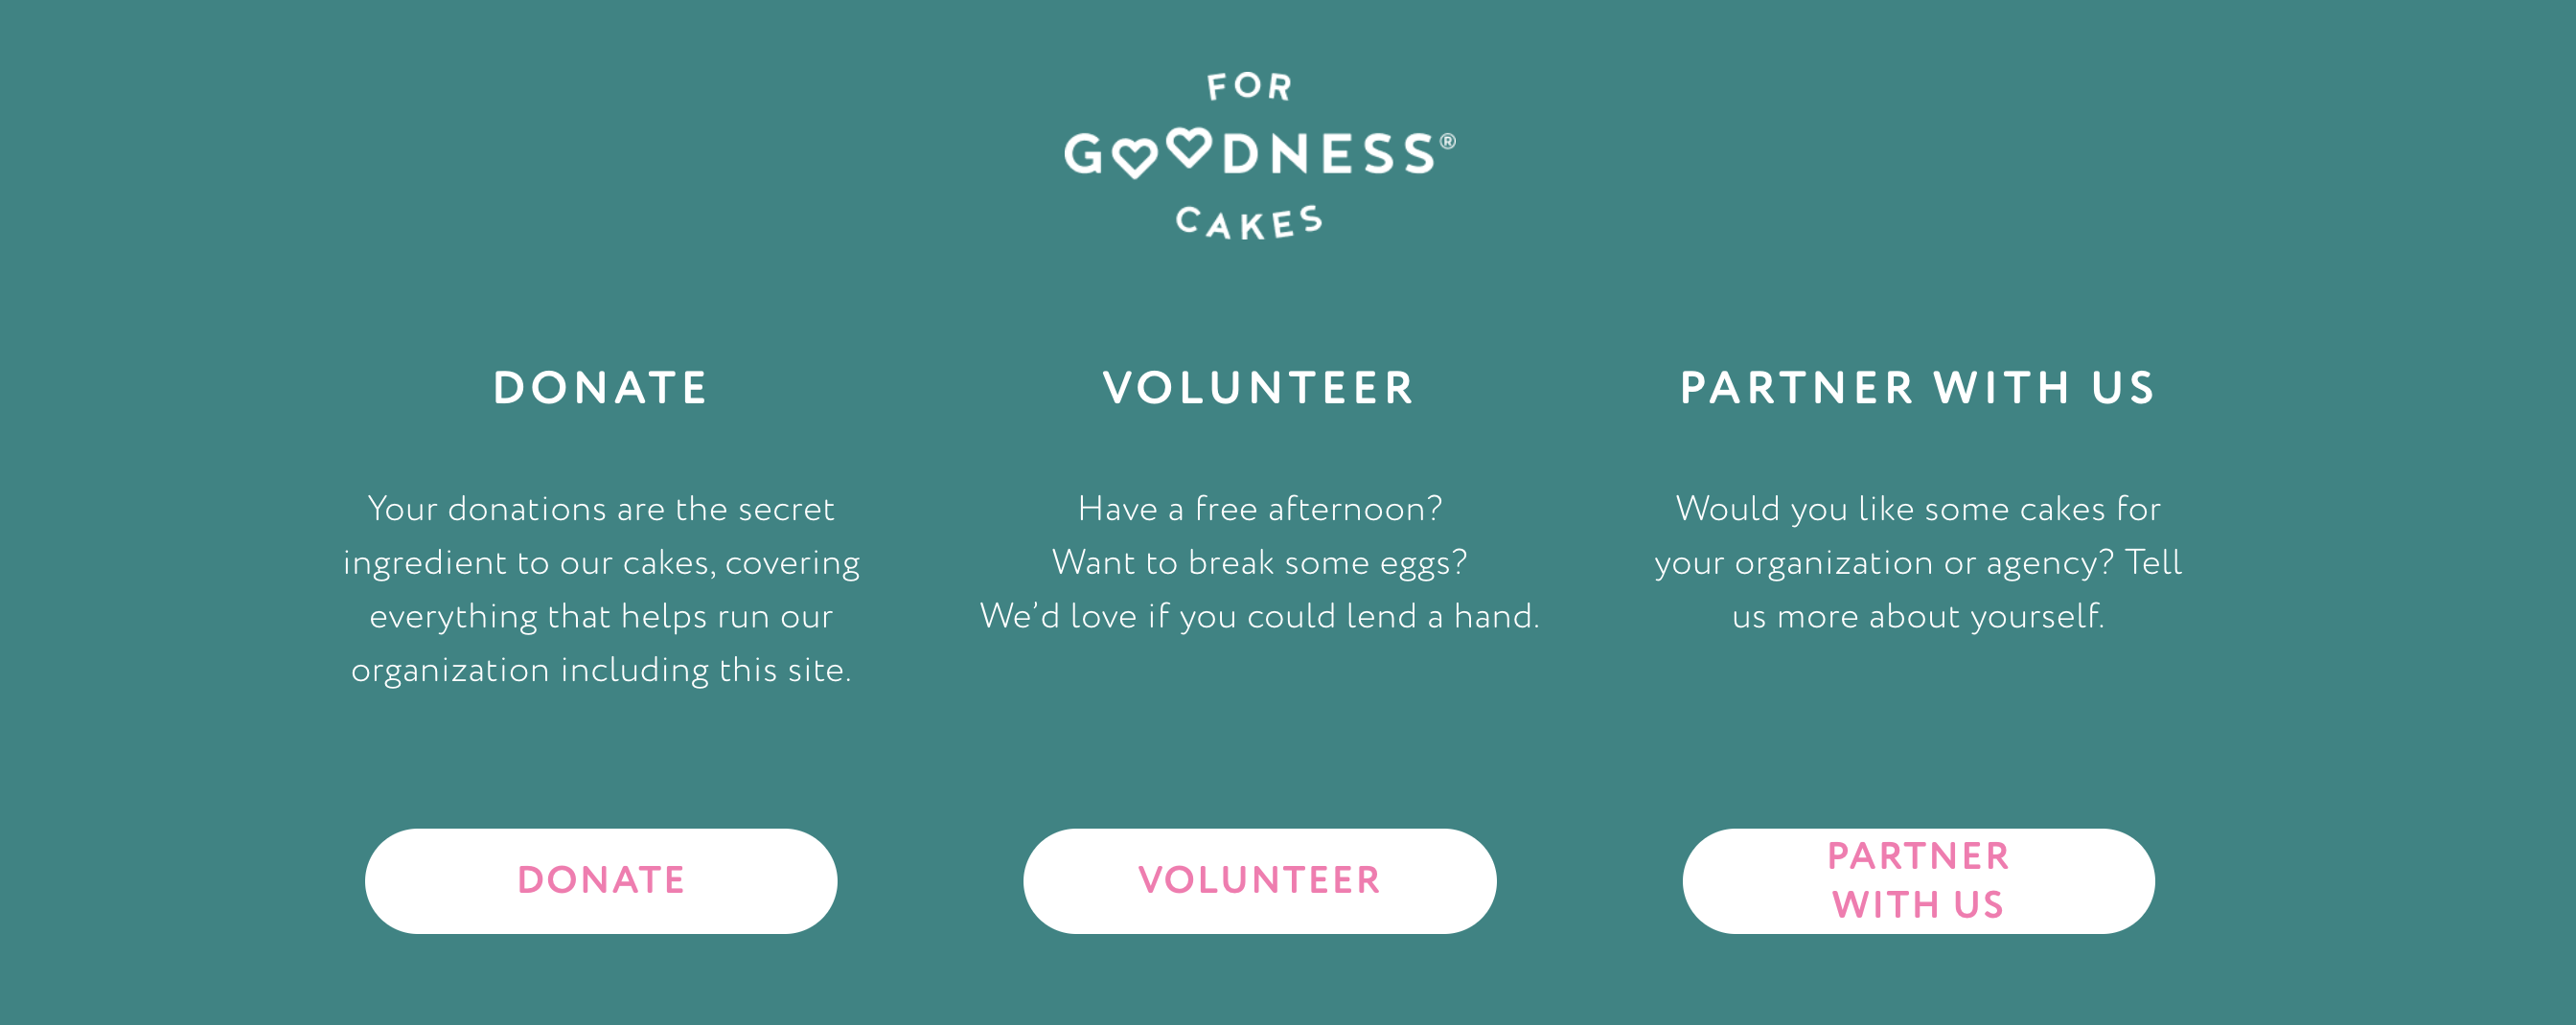 FOR
GOODNESS®
CAKES
DONATE
Your donations are the secret
ingredient to our cakes, covering
everything that helps run our
organization including this site.
DONATE
VOLUNTEER
Have a free afternoon?
Want to break some eggs?
We’d love if you could lend a hand.
VOLUNTEER
PARTNER WITH US
Would you like some cakes for
your organization or agency? Tell
us more about yourself.
PARTNER
WITH US